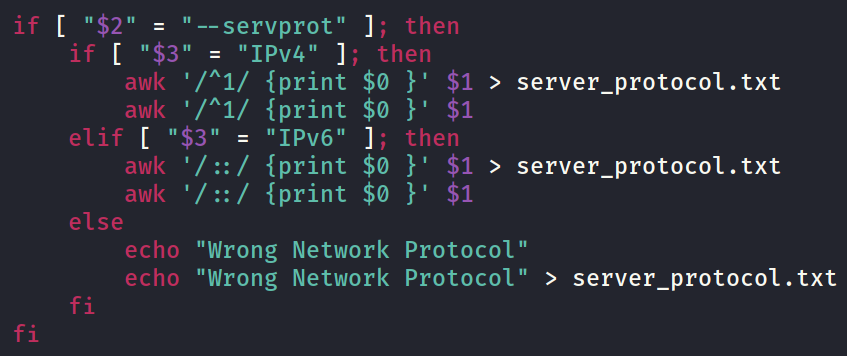 if [ "$2" = "--servprot" ]; then
    if [ "$3" = "IPv4" ]; then
        awk '/^1/ {print $0 }' $1 > server_protocol.txt
        awk '/^1/ {print $0 }' $1
    elif [ "$3" = "IPv6" ]; then
        awk '/::/ {print $0 }' $1 > server_protocol.txt
        awk '/::/ {print $0 }' $1
    else
        echo "Wrong Network Protocol"
        echo "Wrong Network Protocol" > server_protocol.txt
    fi
fi